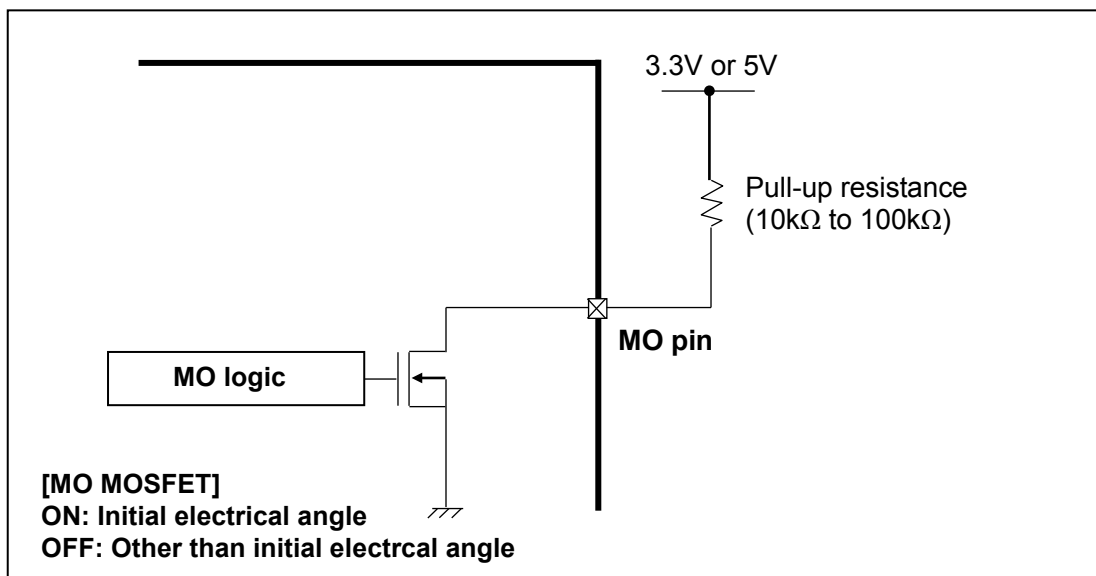 3.3V or 5V
Pull-up resistance
(10kΩ to 100kΩ)
MO pin
MO logic
[MO MOSFET]
ON: Initial electrical angle
OFF: Other than initial electrcal angle